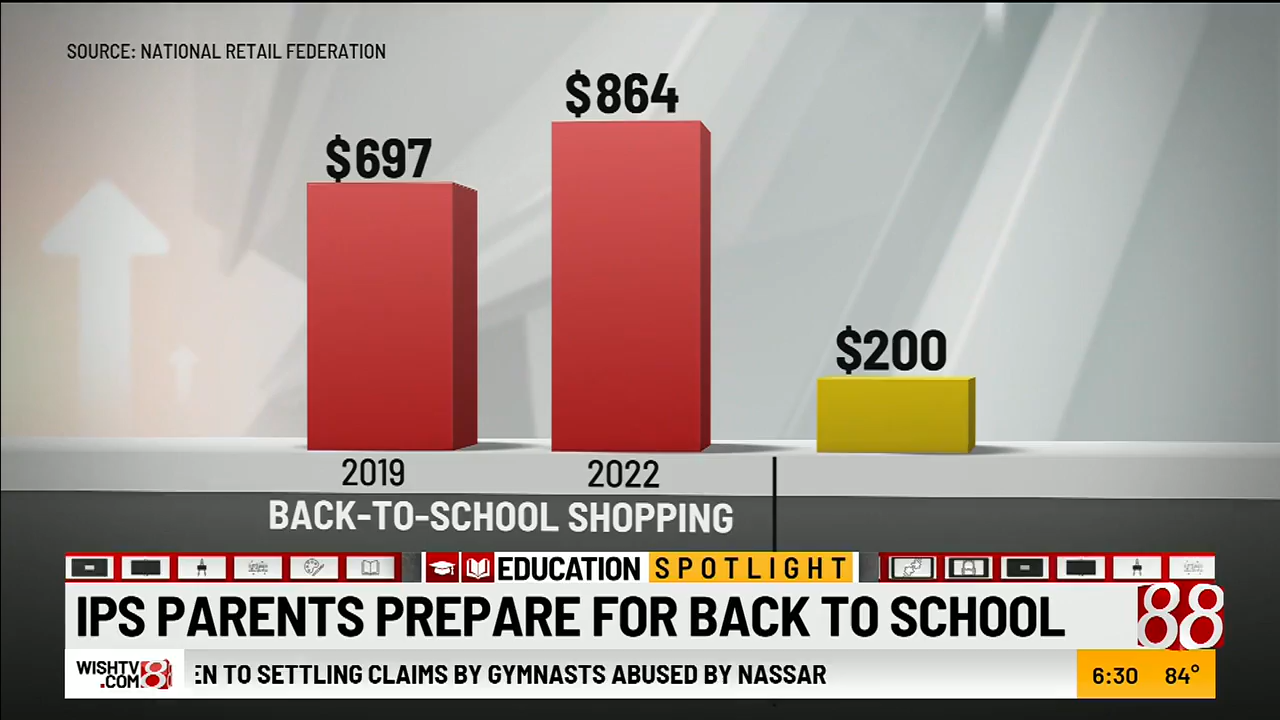 SOURCE: NATIONAL RETAIL FEDERATION
$864
$697
$200
2019
2022
BACK-TO-SCHOOL SHOPPING
EDUCATION SPOTLIGHT
IPS PARENTS PREPARE FOR BACK TO SCHOOL
WISHTV
.COM 8
EN TO SETTLING CLAIMS BY GYMNASTS ABUSED BY NASSAR
6:30 84°